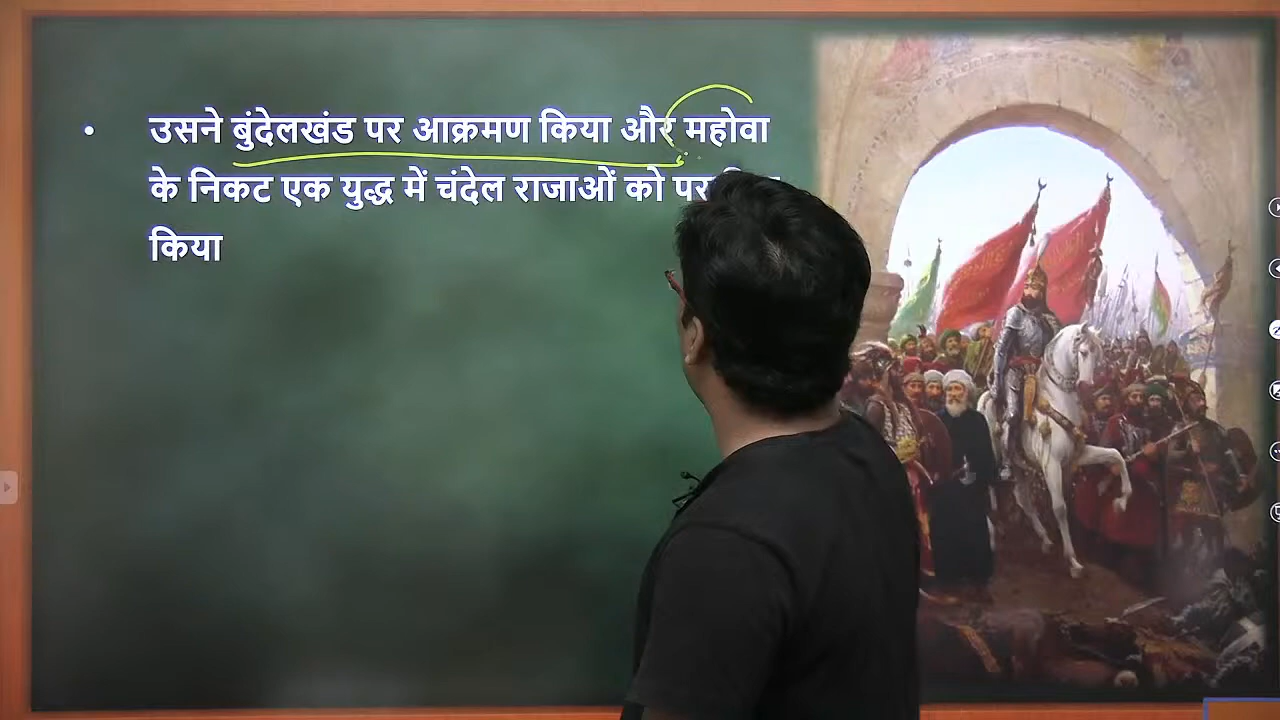 उसने बुंदेलखंड पर आक्रमण किया और महोवा
के निकट एक युद्ध में चंदेल राजाओं को
किया